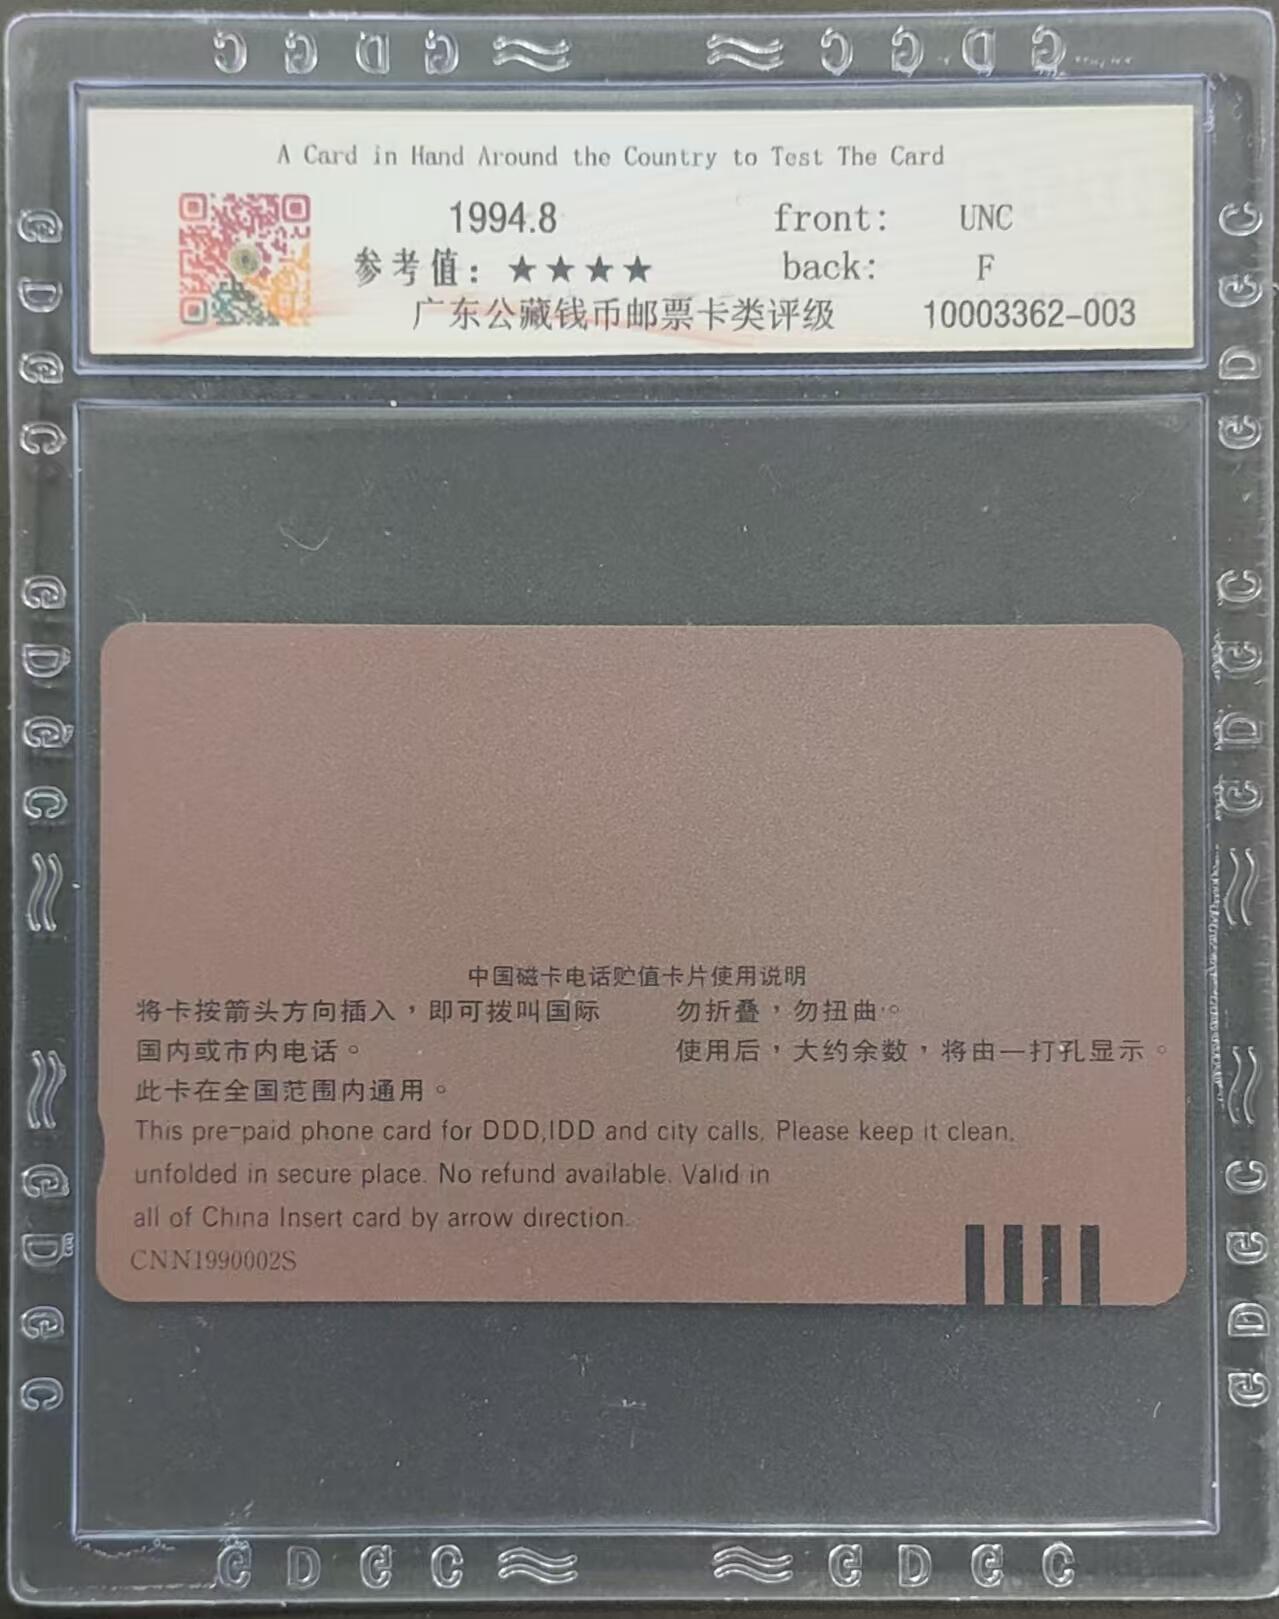 G D G C ≈ ≈ G D G C
A Card in Hand Around the Country to Test The Card
1994.8
front: UNC
参考值：★★★★
back: F
广东公藏钱币邮票卡类评级
10003362-003
中国磁卡电话贮值卡片使用说明
将卡按箭头方向插入，即可拨叫国际
国内或市内电话。
此卡在全国范围内通用。
勿折叠，勿扭曲。
使用后，大约余数，将由一打孔显示。
This pre-paid phone card for DDD,IDD and city calls, Please keep it clean,
unfolded in secure place. No refund available. Valid in
all of China Insert card by arrow direction.
CNN1990002S
G D G C ≈ ≈ G D G C